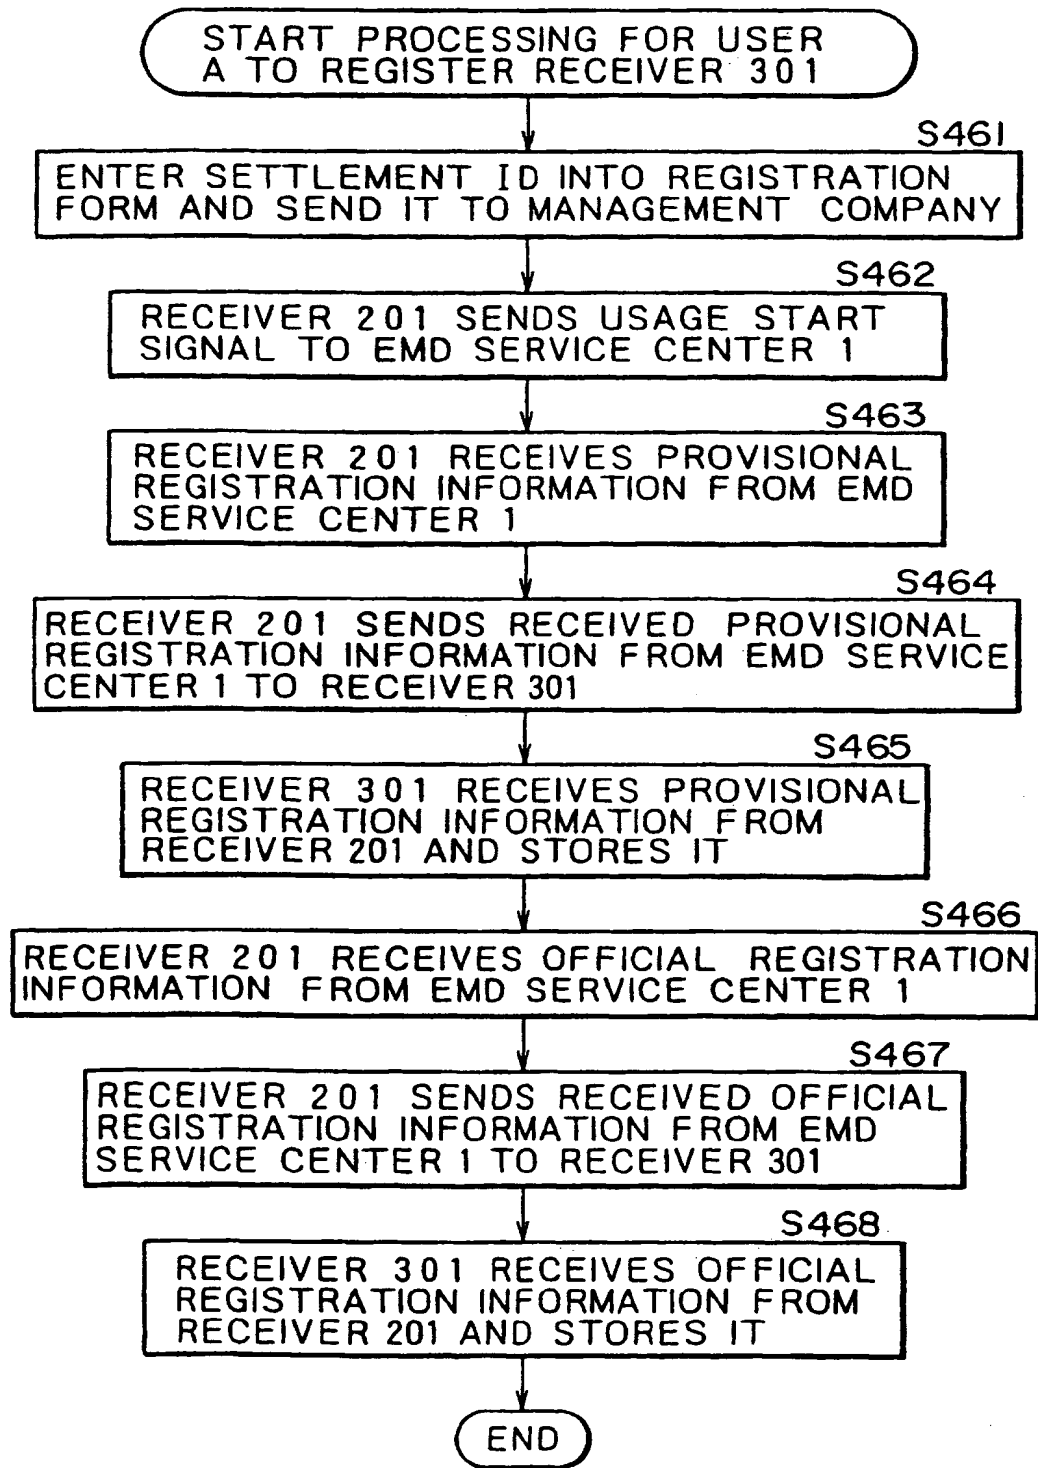 START PROCESSING FOR USER
A TO REGISTER RECEIVER 301
S461
ENTER SETTLEMENT ID INTO REGISTRATION
FORM AND SEND IT TO MANAGEMENT COMPANY
S462
RECEIVER 201 SENDS USAGE START
SIGNAL TO EMD SERVICE CENTER 1
S463
RECEIVER 201 RECEIVES PROVISIONAL
REGISTRATION INFORMATION FROM EMD
SERVICE CENTER 1
S464
RECEIVER 201 SENDS RECEIVED PROVISIONAL
REGISTRATION INFORMATION FROM EMD SERVICE
CENTER 1 TO RECEIVER 301
S465
RECEIVER 301 RECEIVES PROVISIONAL
REGISTRATION INFORMATION FROM
RECEIVER 201 AND STORES IT
S466
RECEIVER 201 RECEIVES OFFICIAL REGISTRATION
INFORMATION FROM EMD SERVICE CENTER 1
S467
RECEIVER 201 SENDS RECEIVED OFFICIAL
REGISTRATION INFORMATION FROM EMD
SERVICE CENTER 1 TO RECEIVER 301
S468
RECEIVER 301 RECEIVES OFFICIAL
REGISTRATION INFORMATION FROM
RECEIVER 201 AND STORES IT
END